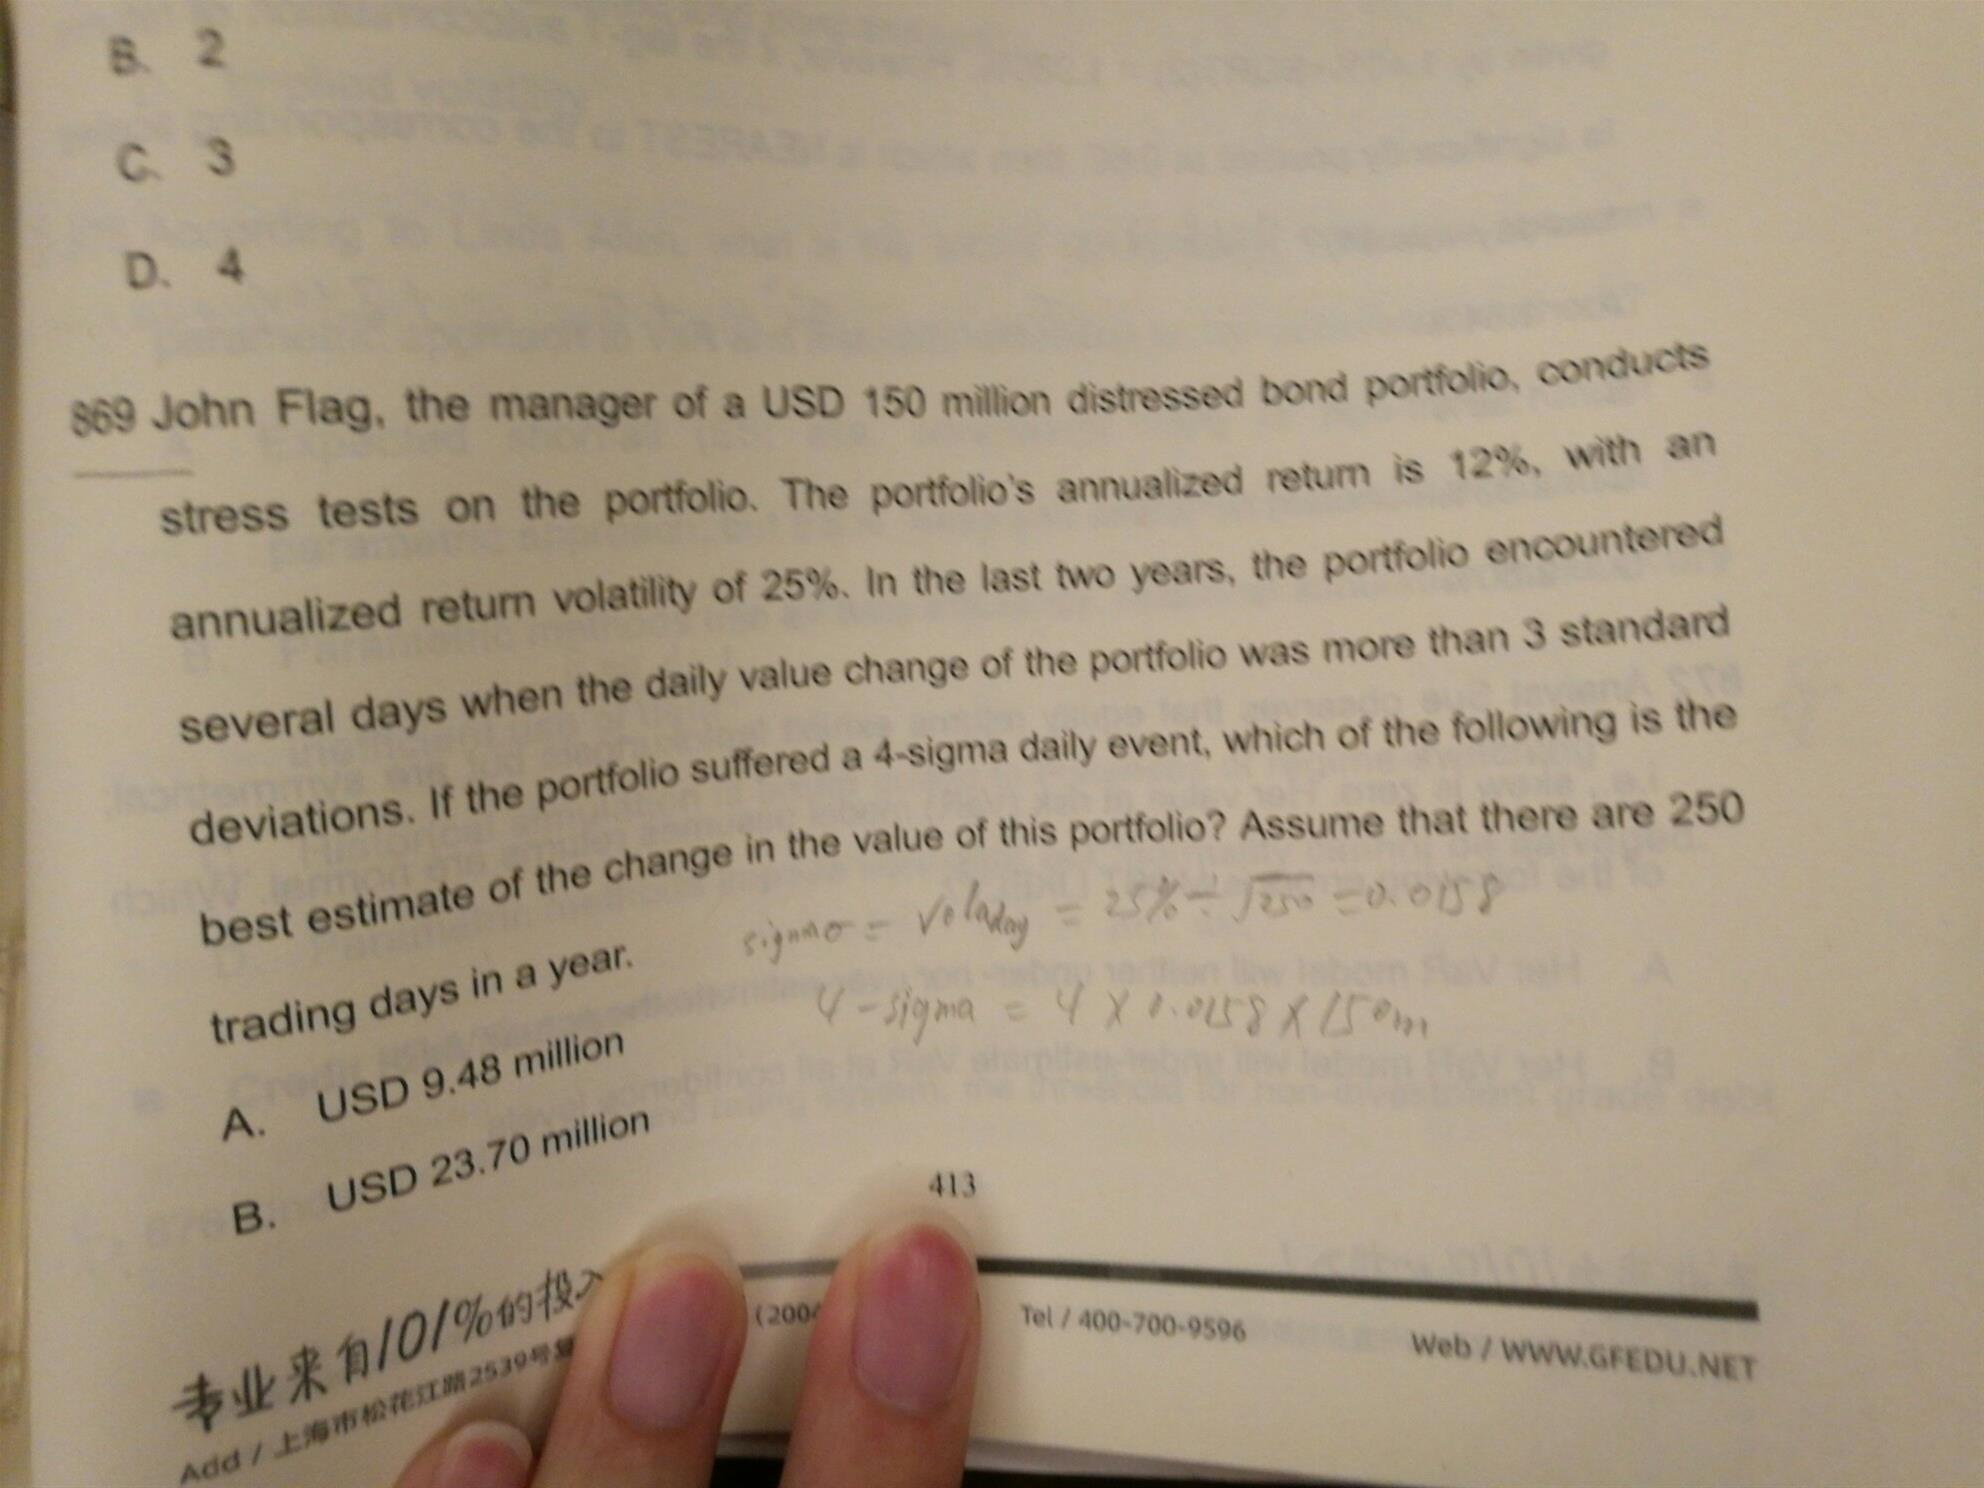 B. 2
C. 3
D. 4
869 John Flag, the manager of a USD 150 million distressed bond portfolio, conducts
stress tests on the portfolio. The portfolio's annualized return is 12%, with an
annualized return volatility of 25%. In the last two years, the portfolio encountered
several days when the daily value change of the portfolio was more than 3 standard
deviations. If the portfolio suffered a 4-sigma daily event, which of the following is the
best estimate of the change in the value of this portfolio? Assume that there are 250
trading days in a year.
sigma = vola day = 25% ÷ √250 = 0.0158
4-sigma = 4 × 0.0158 × 150m
A. USD 9.48 million
B. USD 23.70 million
413
专业来自101%的投入
Add / 上海市松花江路2539号
(200
Tel / 400-700-9596
Web / WWW.GFEDU.NET